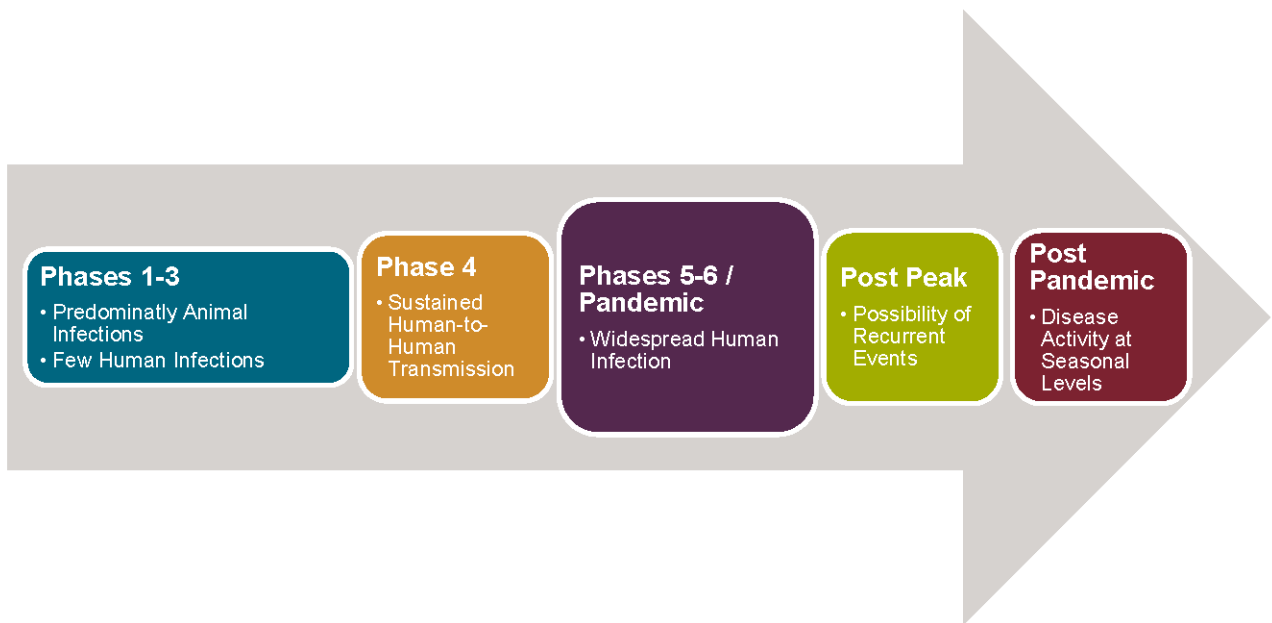 Phases 1-3
• Predominatly Animal
Infections
• Few Human Infections
Phase 4
• Sustained
Human-to-
Human
Transmission
Phases 5-6 /
Pandemic
• Widespread Human
Infection
Post Peak
• Possibility of
Recurrent
Events
Post
Pandemic
• Disease
Activity at
Seasonal
Levels